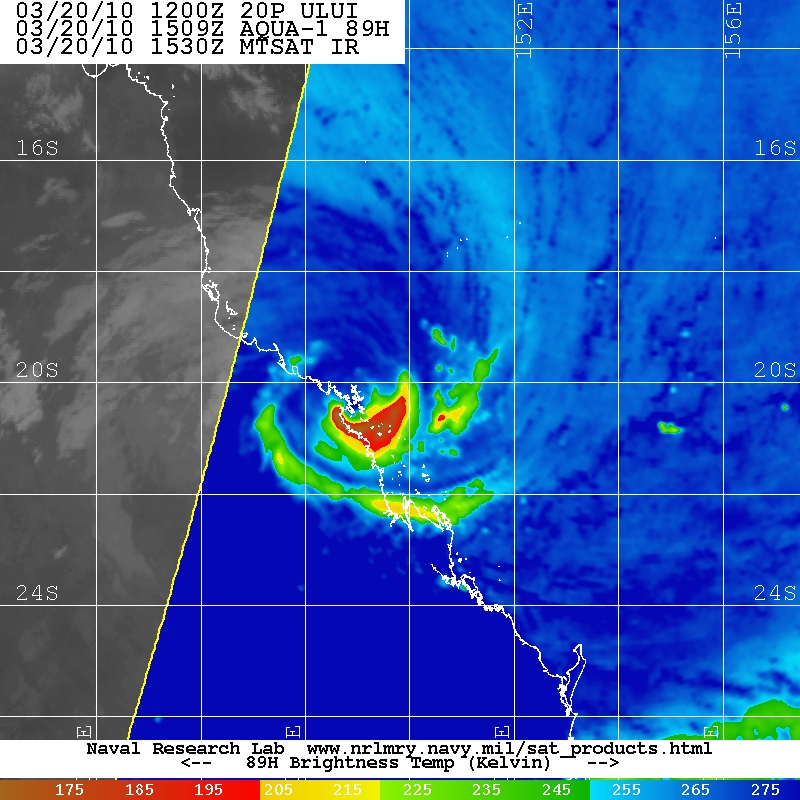 03/20/10 1200Z 20P ULUI
03/20/10 1509Z AQUA-1 89H
03/20/10 1530Z MTSAT IR
152E
156E
16S
16S
20S
20S
24S
24S
E
E
E
E
Naval Research Lab www.nrlmry.navy.mil/sat_products.html
<-- 89H Brightness Temp (Kelvin) -->
175 185 195 205 215 225 235 245 255 265 275